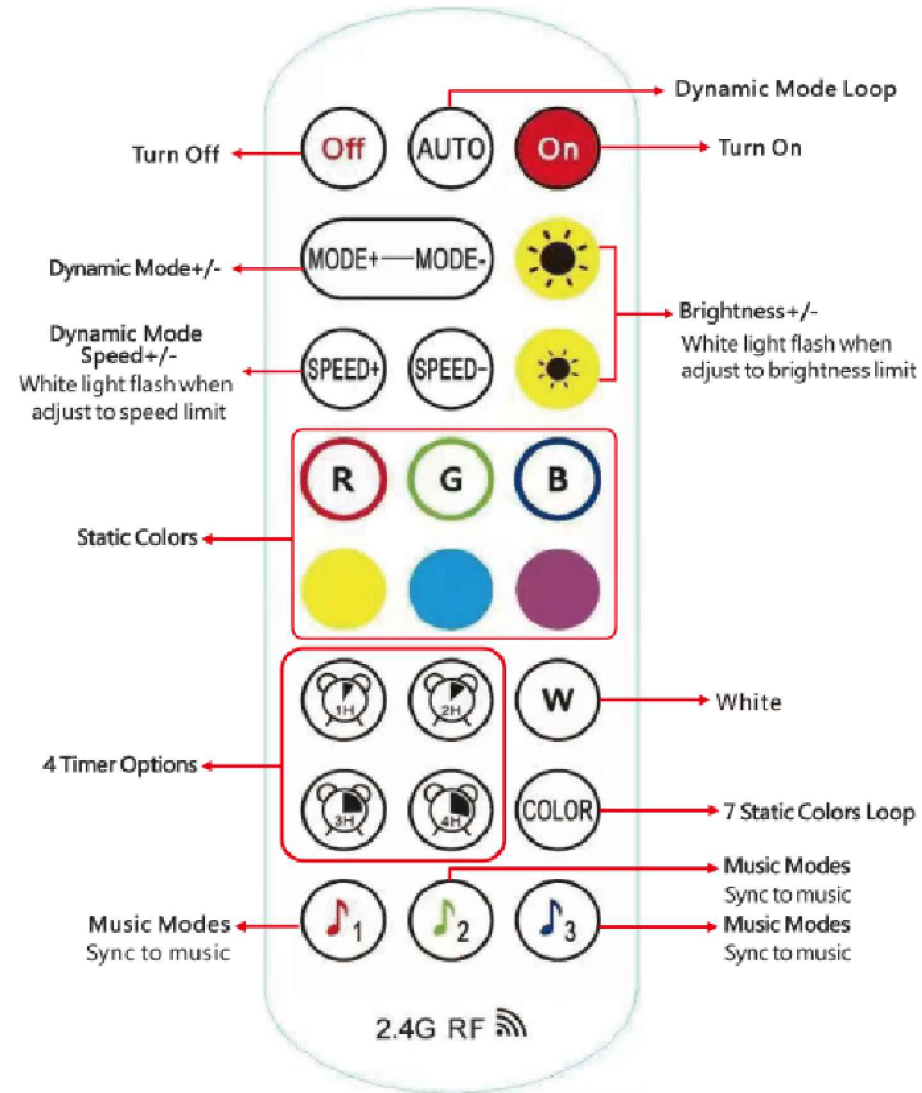 Dynamic Mode Loop
Turn Off
Off
AUTO
On
Turn On
Dynamic Mode+/-
MODE+—MODE-
Dynamic Mode
Speed+/-
White light flash when
adjust to speed limit
SPEED+
SPEED-
Brightness+/-
White light flash when
adjust to brightness limit
R
G
B
Static Colors
1H
2H
W
White
4 Timer Options
3H
4H
COLOR
7 Static Colors Loop
Music Modes
Sync to music
1
2
3
Music Modes
Sync to music
Music Modes
Sync to music
2.4G RF